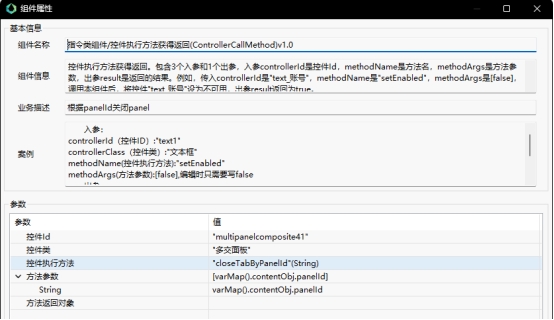 组件属性
基本信息
组件名称 指令类组件/控件执行方法获得返回(ControllerCallMethod)v1.0
组件信息 控件执行方法获得返回。包含3个入参和1个出参，入参controllerId是控件Id，methodName是方法名，methodArgs是方法参
数，出参result是返回的结果。例如，传入controllerId是"text_账号"，methodName是"setEnabled"，methodArgs是[false]，
调用本组件后，将控件"text_账号"设为不可用，出参result返回为true。
业务描述 根据panelId关闭panel
案例
入参：
controllerId（控件ID）:"text1"
controllerClass（控件类）:"文本框"
methodName(控件执行方法):"setEnabled"
methodArgs(方法参数):[false],编辑时只需要写false
参数
参数 值
控件Id "multipanelcomposite41"
控件类 "多交面板"
控件执行方法 "closeTabByPanelId"(String)
方法参数 [varMap().contentObj.panelId]
String varMap().contentObj.panelId
方法返回对象